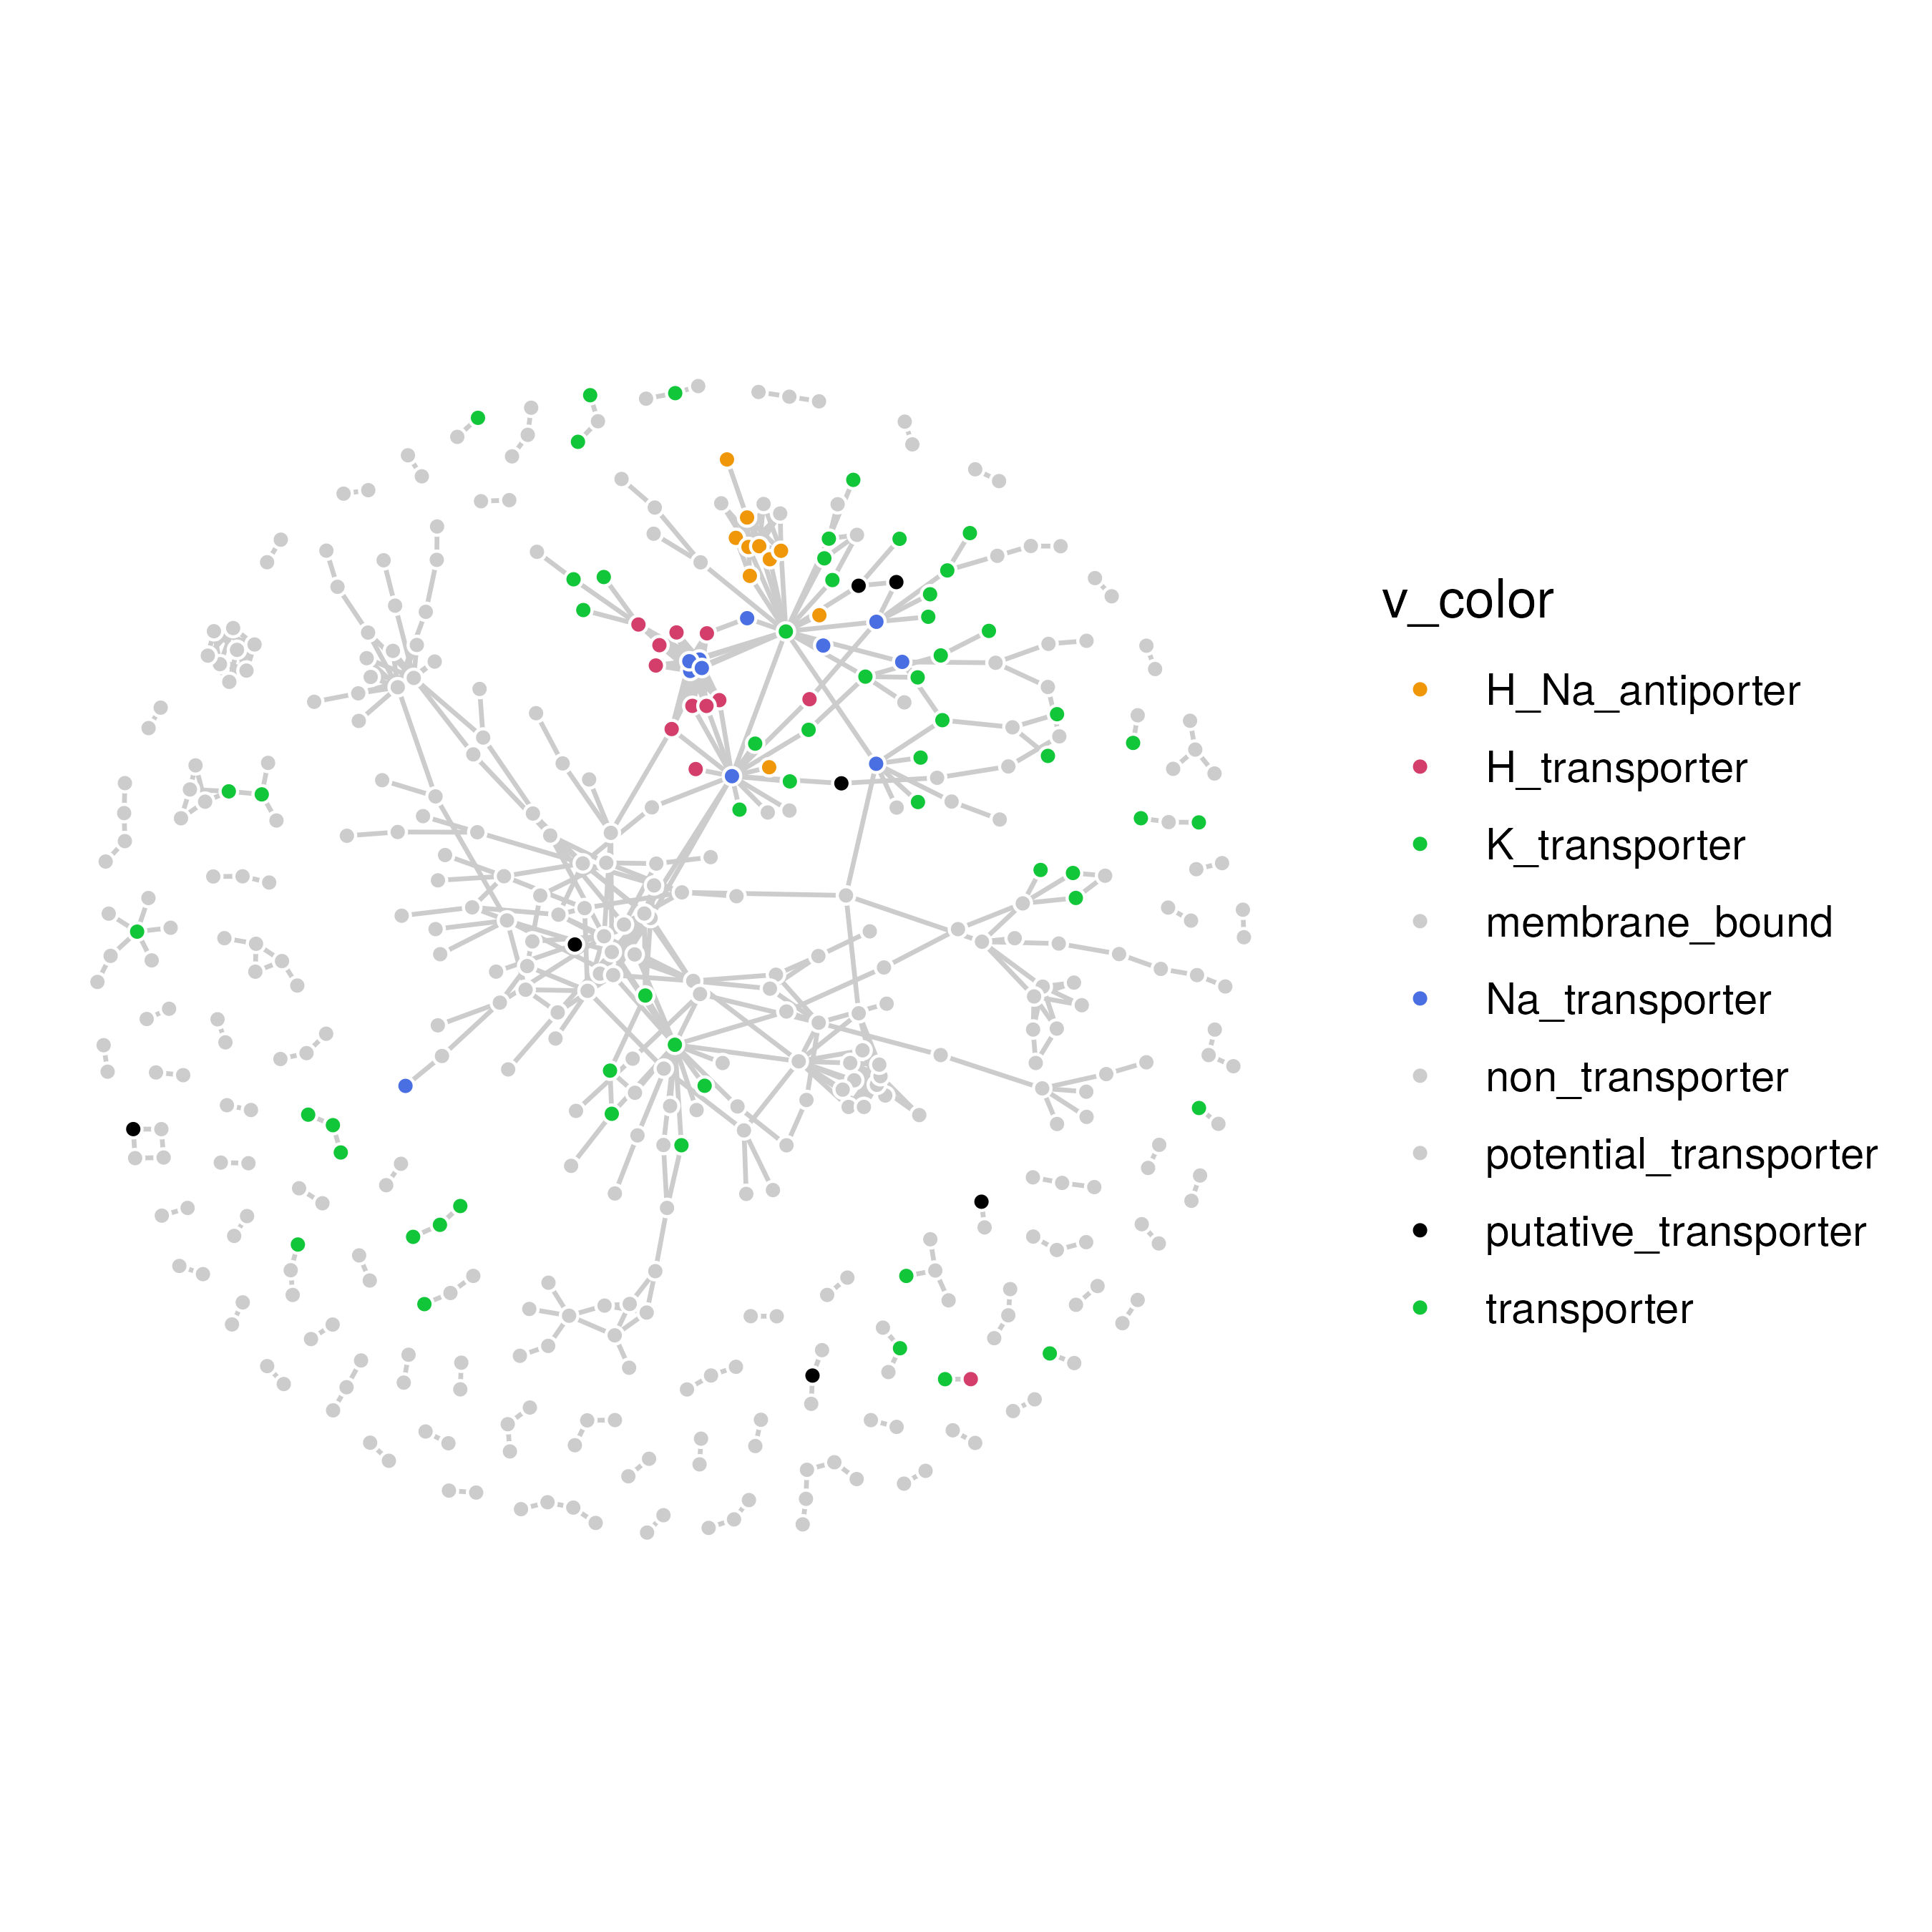 v_color
H_Na_antiporter
H_transporter
K_transporter
membrane_bound
Na_transporter
non_transporter
potential_transporter
putative_transporter
transporter